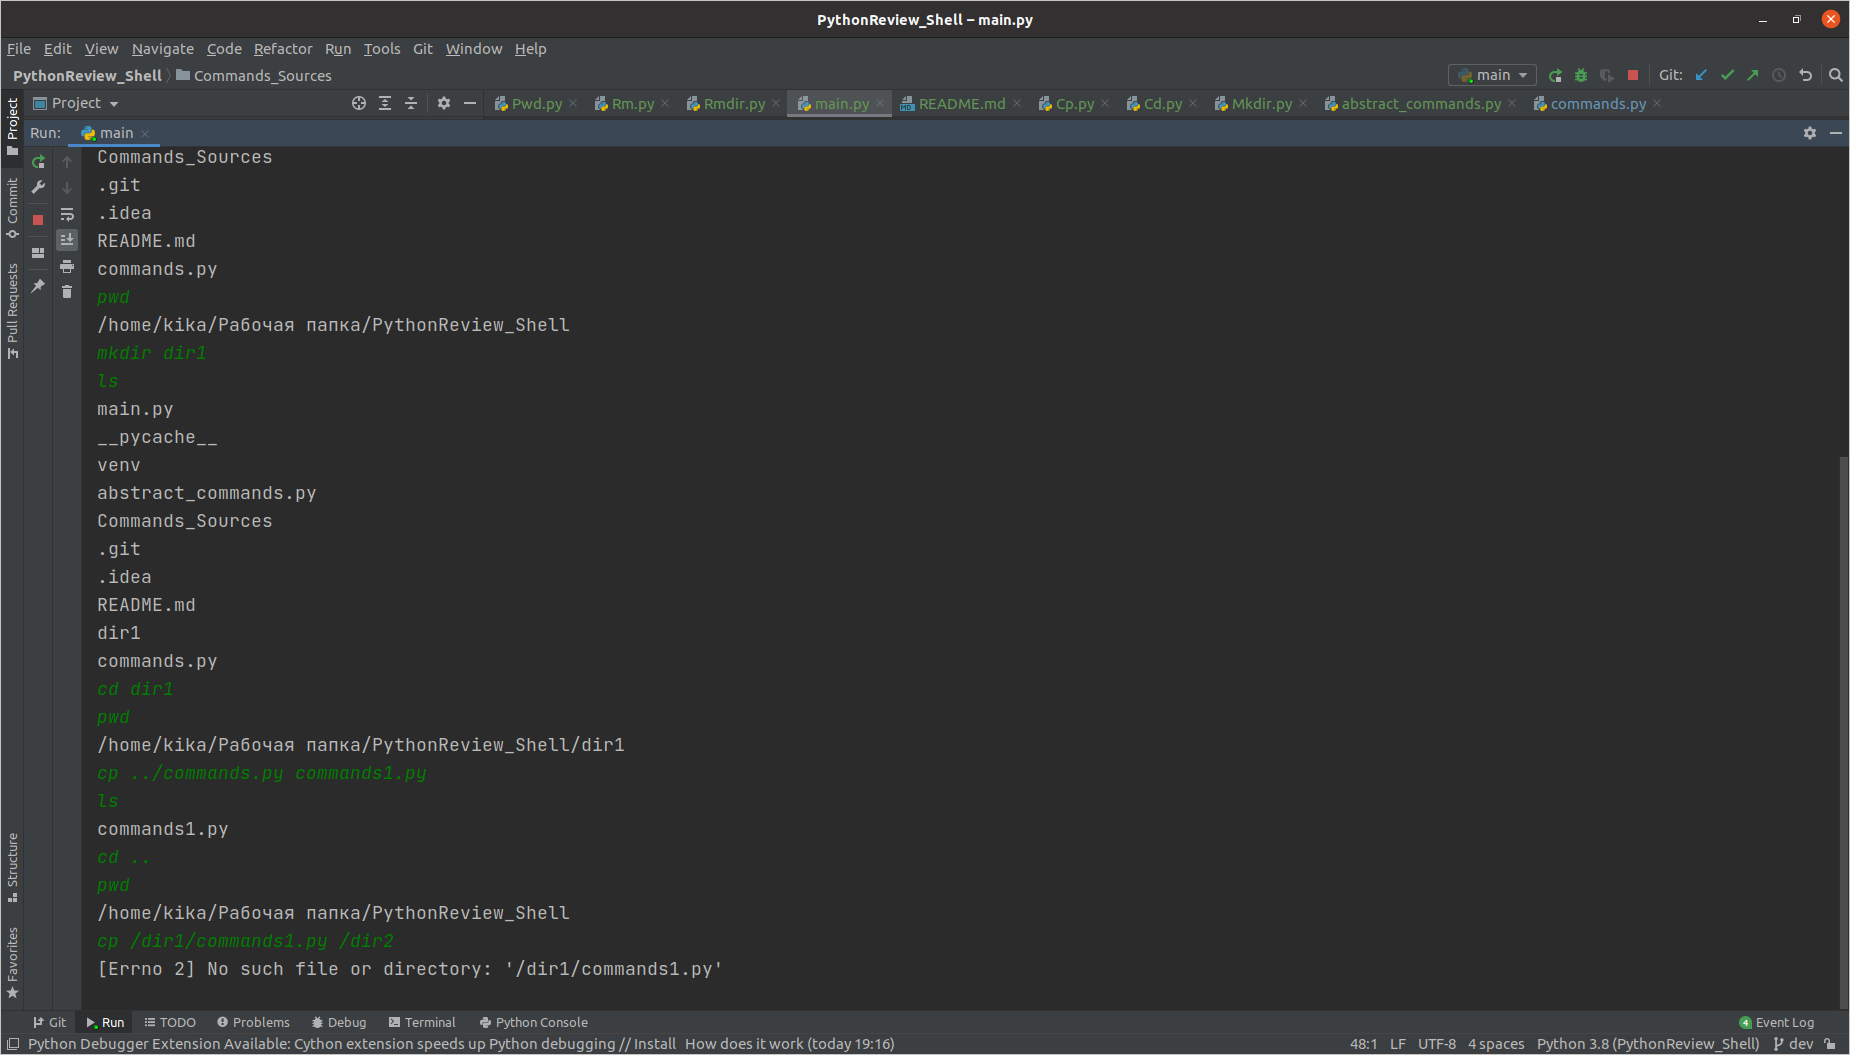 PythonReview_Shell – main.py
File Edit View Navigate Code Refactor Run Tools Git Window Help
PythonReview_Shell Commands_Sources main Git:
Project Pwd.py Rm.py Rmdir.py main.py README.md Cp.py Cd.py Mkdir.py abstract_commands.py commands.py
Run: main
Project
Commit
Pull Requests
Structure
Favorites
Commands_Sources
.git
.idea
README.md
commands.py
pwd
/home/kika/Рабочая папка/PythonReview_Shell
mkdir dir1
ls
main.py
__pycache__
venv
abstract_commands.py
Commands_Sources
.git
.idea
README.md
dir1
commands.py
cd dir1
pwd
/home/kika/Рабочая папка/PythonReview_Shell/dir1
cp ../commands.py commands1.py
ls
commands1.py
cd ..
pwd
/home/kika/Рабочая папка/PythonReview_Shell
cp /dir1/commands1.py /dir2
[Errno 2] No such file or directory: '/dir1/commands1.py'
Git Run TODO Problems Debug Terminal Python Console 4 Event Log
Python Debugger Extension Available: Cython extension speeds up Python debugging // Install How does it work (today 19:16) 48:1 LF UTF-8 4 spaces Python 3.8 (PythonReview_Shell) dev